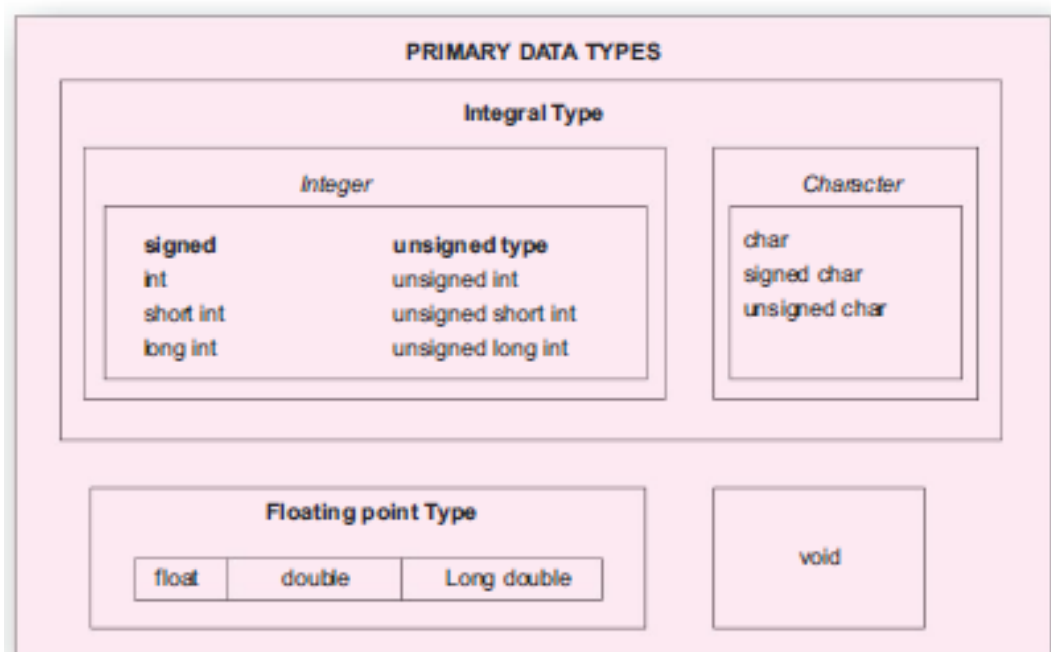 PRIMARY DATA TYPES
Integral Type
Integer
signed unsigned type
int unsigned int
short int unsigned short int
long int unsigned long int
Character
char
signed char
unsigned char
Floating point Type
float double Long double
void